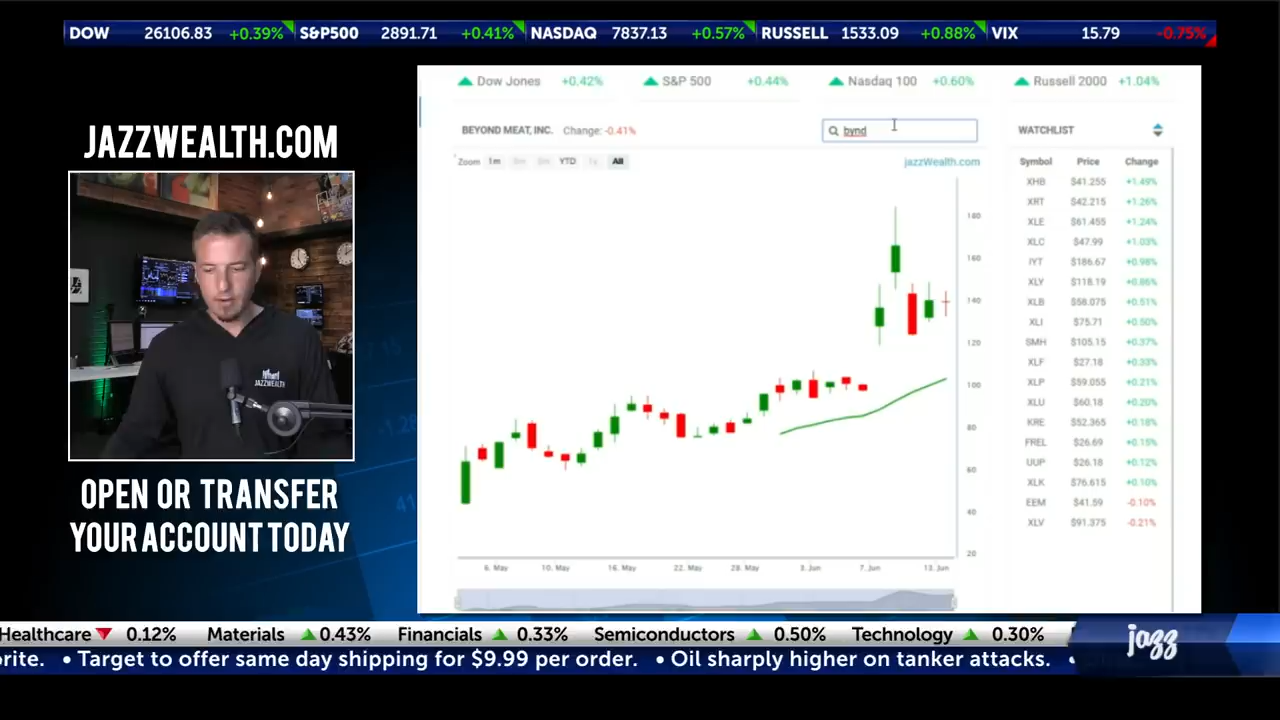 DOW 26106.83 +0.39% S&P500 2891.71 +0.41% NASDAQ 7837.13 +0.57% RUSSELL 1533.09 +0.88% VIX 15.79 -0.75%
Dow Jones +0.42% S&P 500 +0.44% Nasdaq 100 +0.60% Russell 2000 +1.04%
JAZZWEALTH.COM
BEYOND MEAT, INC. Change: -0.41% bynd
Zoom 1m YTD 1y All jazzWealth.com
180
160
140
120
100
80
60
40
20
6. May 10. May 16. May 22. May 28. May 3. Jun 7. Jun 13. Jun
WATCHLIST
Symbol Price Change
XHB $41.255 +1.49%
XRT $42.215 +1.26%
XLE $61.455 +1.24%
XLC $47.99 +1.03%
IYT $186.67 +0.98%
XLY $118.19 +0.86%
XLB $58.075 +0.51%
XLI $75.71 +0.50%
SMH $105.15 +0.37%
XLF $27.18 +0.33%
XLP $59.055 +0.21%
XLU $60.18 +0.20%
KRE $52.365 +0.18%
FREL $26.69 +0.15%
UUP $26.18 +0.12%
XLK $76.615 +0.10%
EEM $41.59 -0.10%
XLV $91.375 -0.21%
JAZZWEALTH
OPEN OR TRANSFER
YOUR ACCOUNT TODAY
Healthcare 0.12% Materials 0.43% Financials 0.33% Semiconductors 0.50% Technology 0.30%
jazz
orite. • Target to offer same day shipping for $9.99 per order. • Oil sharply higher on tanker attacks. •